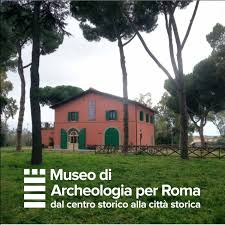 Museo di
Archeologia per Roma
dal centro storico alla città storica